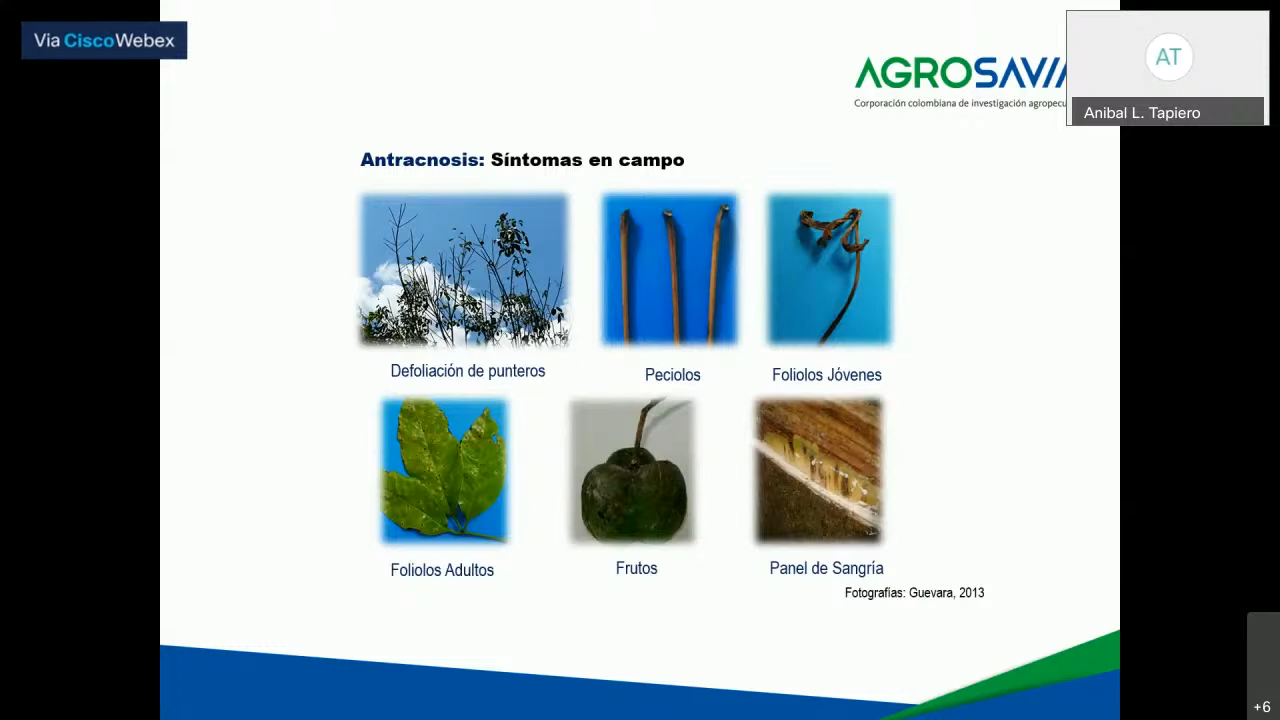 Vía CiscoWebex
AGROSAVIA
Corporación colombiana de investigación agropecu
AT
Anibal L. Tapiero
Antracnosis: Síntomas en campo
Defoliación de punteros
Peciolos
Foliolos Jóvenes
Foliolos Adultos
Frutos
Panel de Sangría
Fotografías: Guevara, 2013
+6